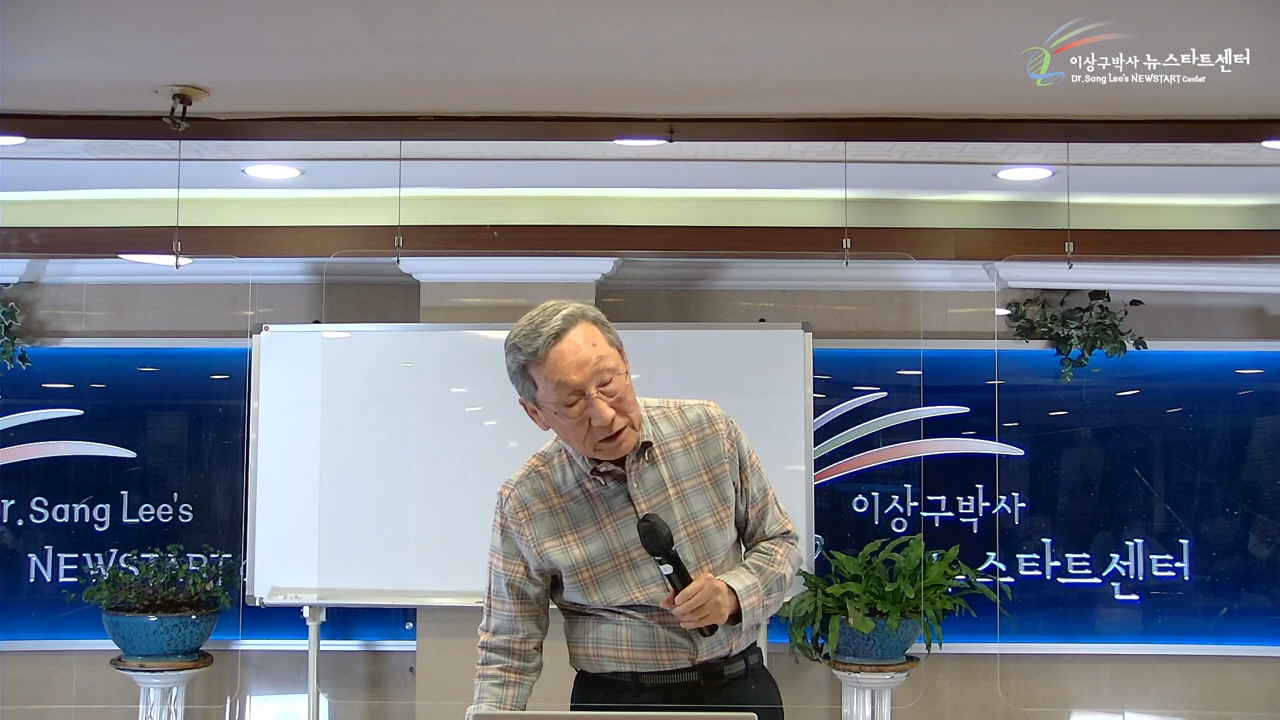 이상구박사 뉴스타트센터
Dr. Sang Lee's NEWSTART Center
r. Sang Lee's
NEWSTART
이상구박사
스타트센터